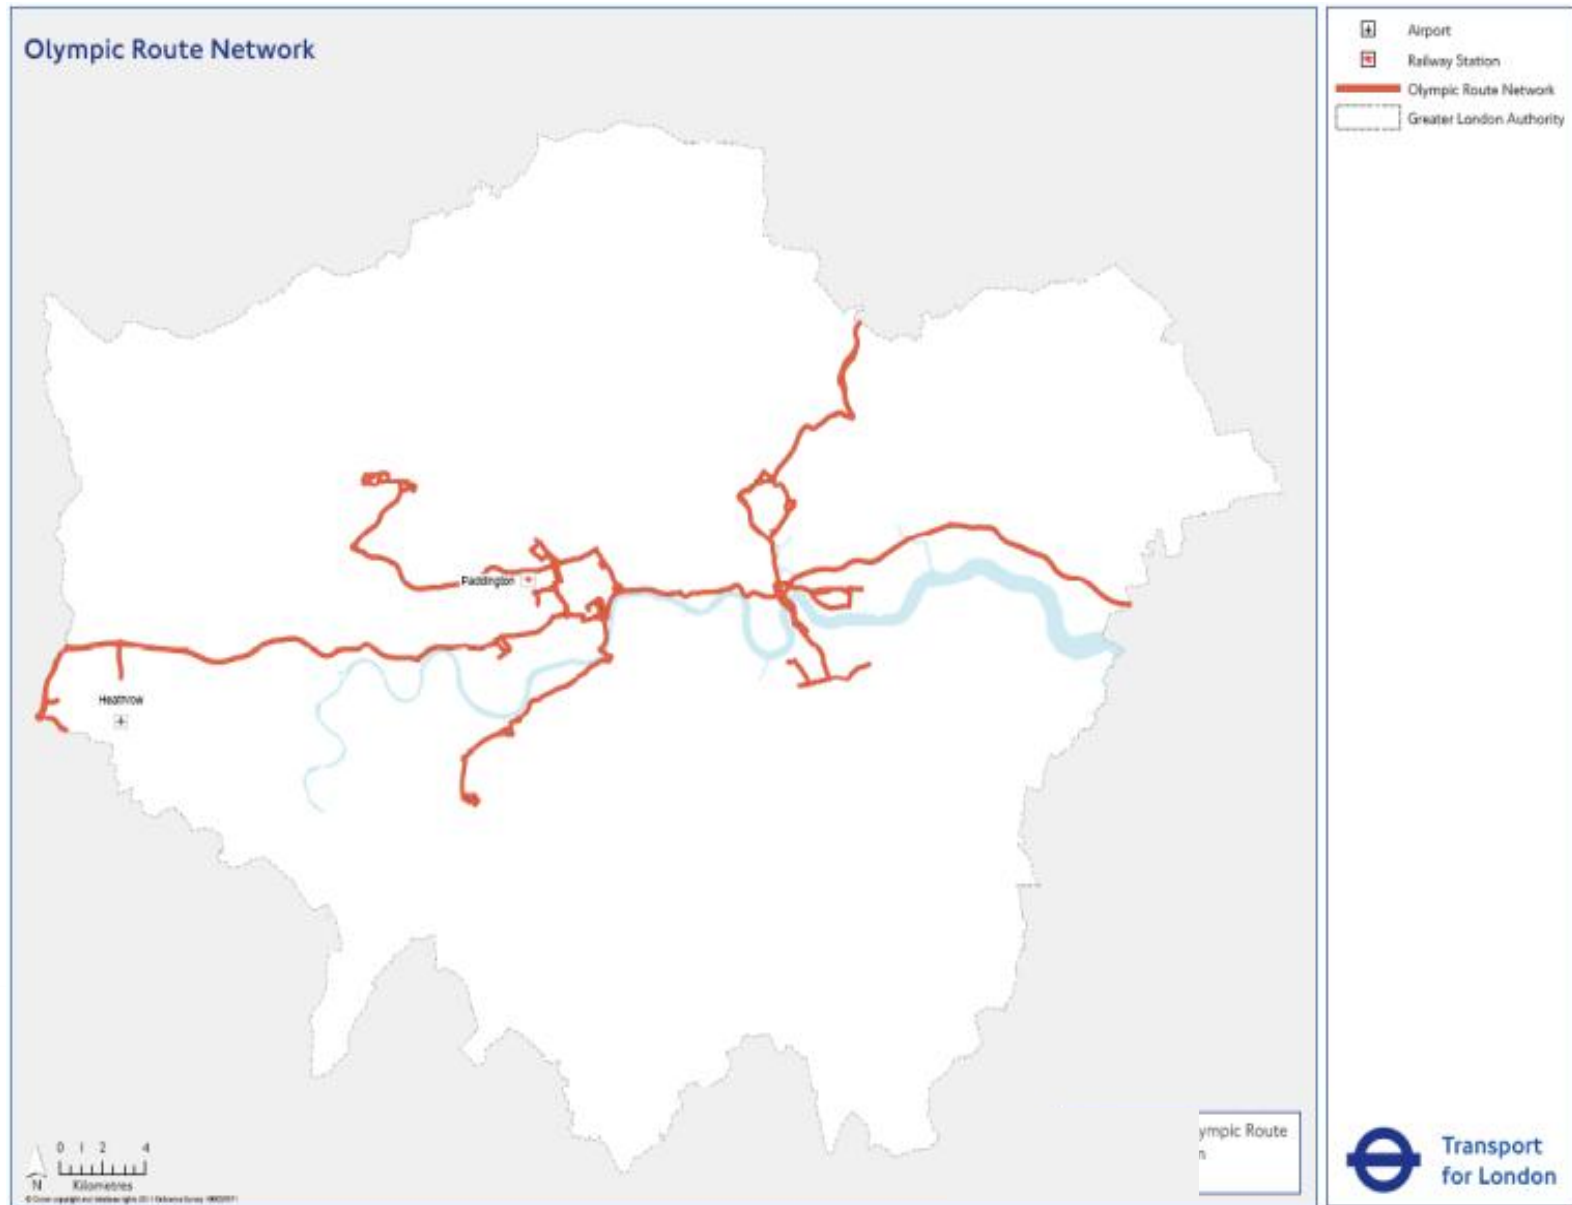 Olympic Route Network
Airport
Railway Station
Olympic Route Network
Greater London Authority
Paddington
Heathrow
ympic Route
n
0 1 2 4
Kilometres
N
Transport
for London